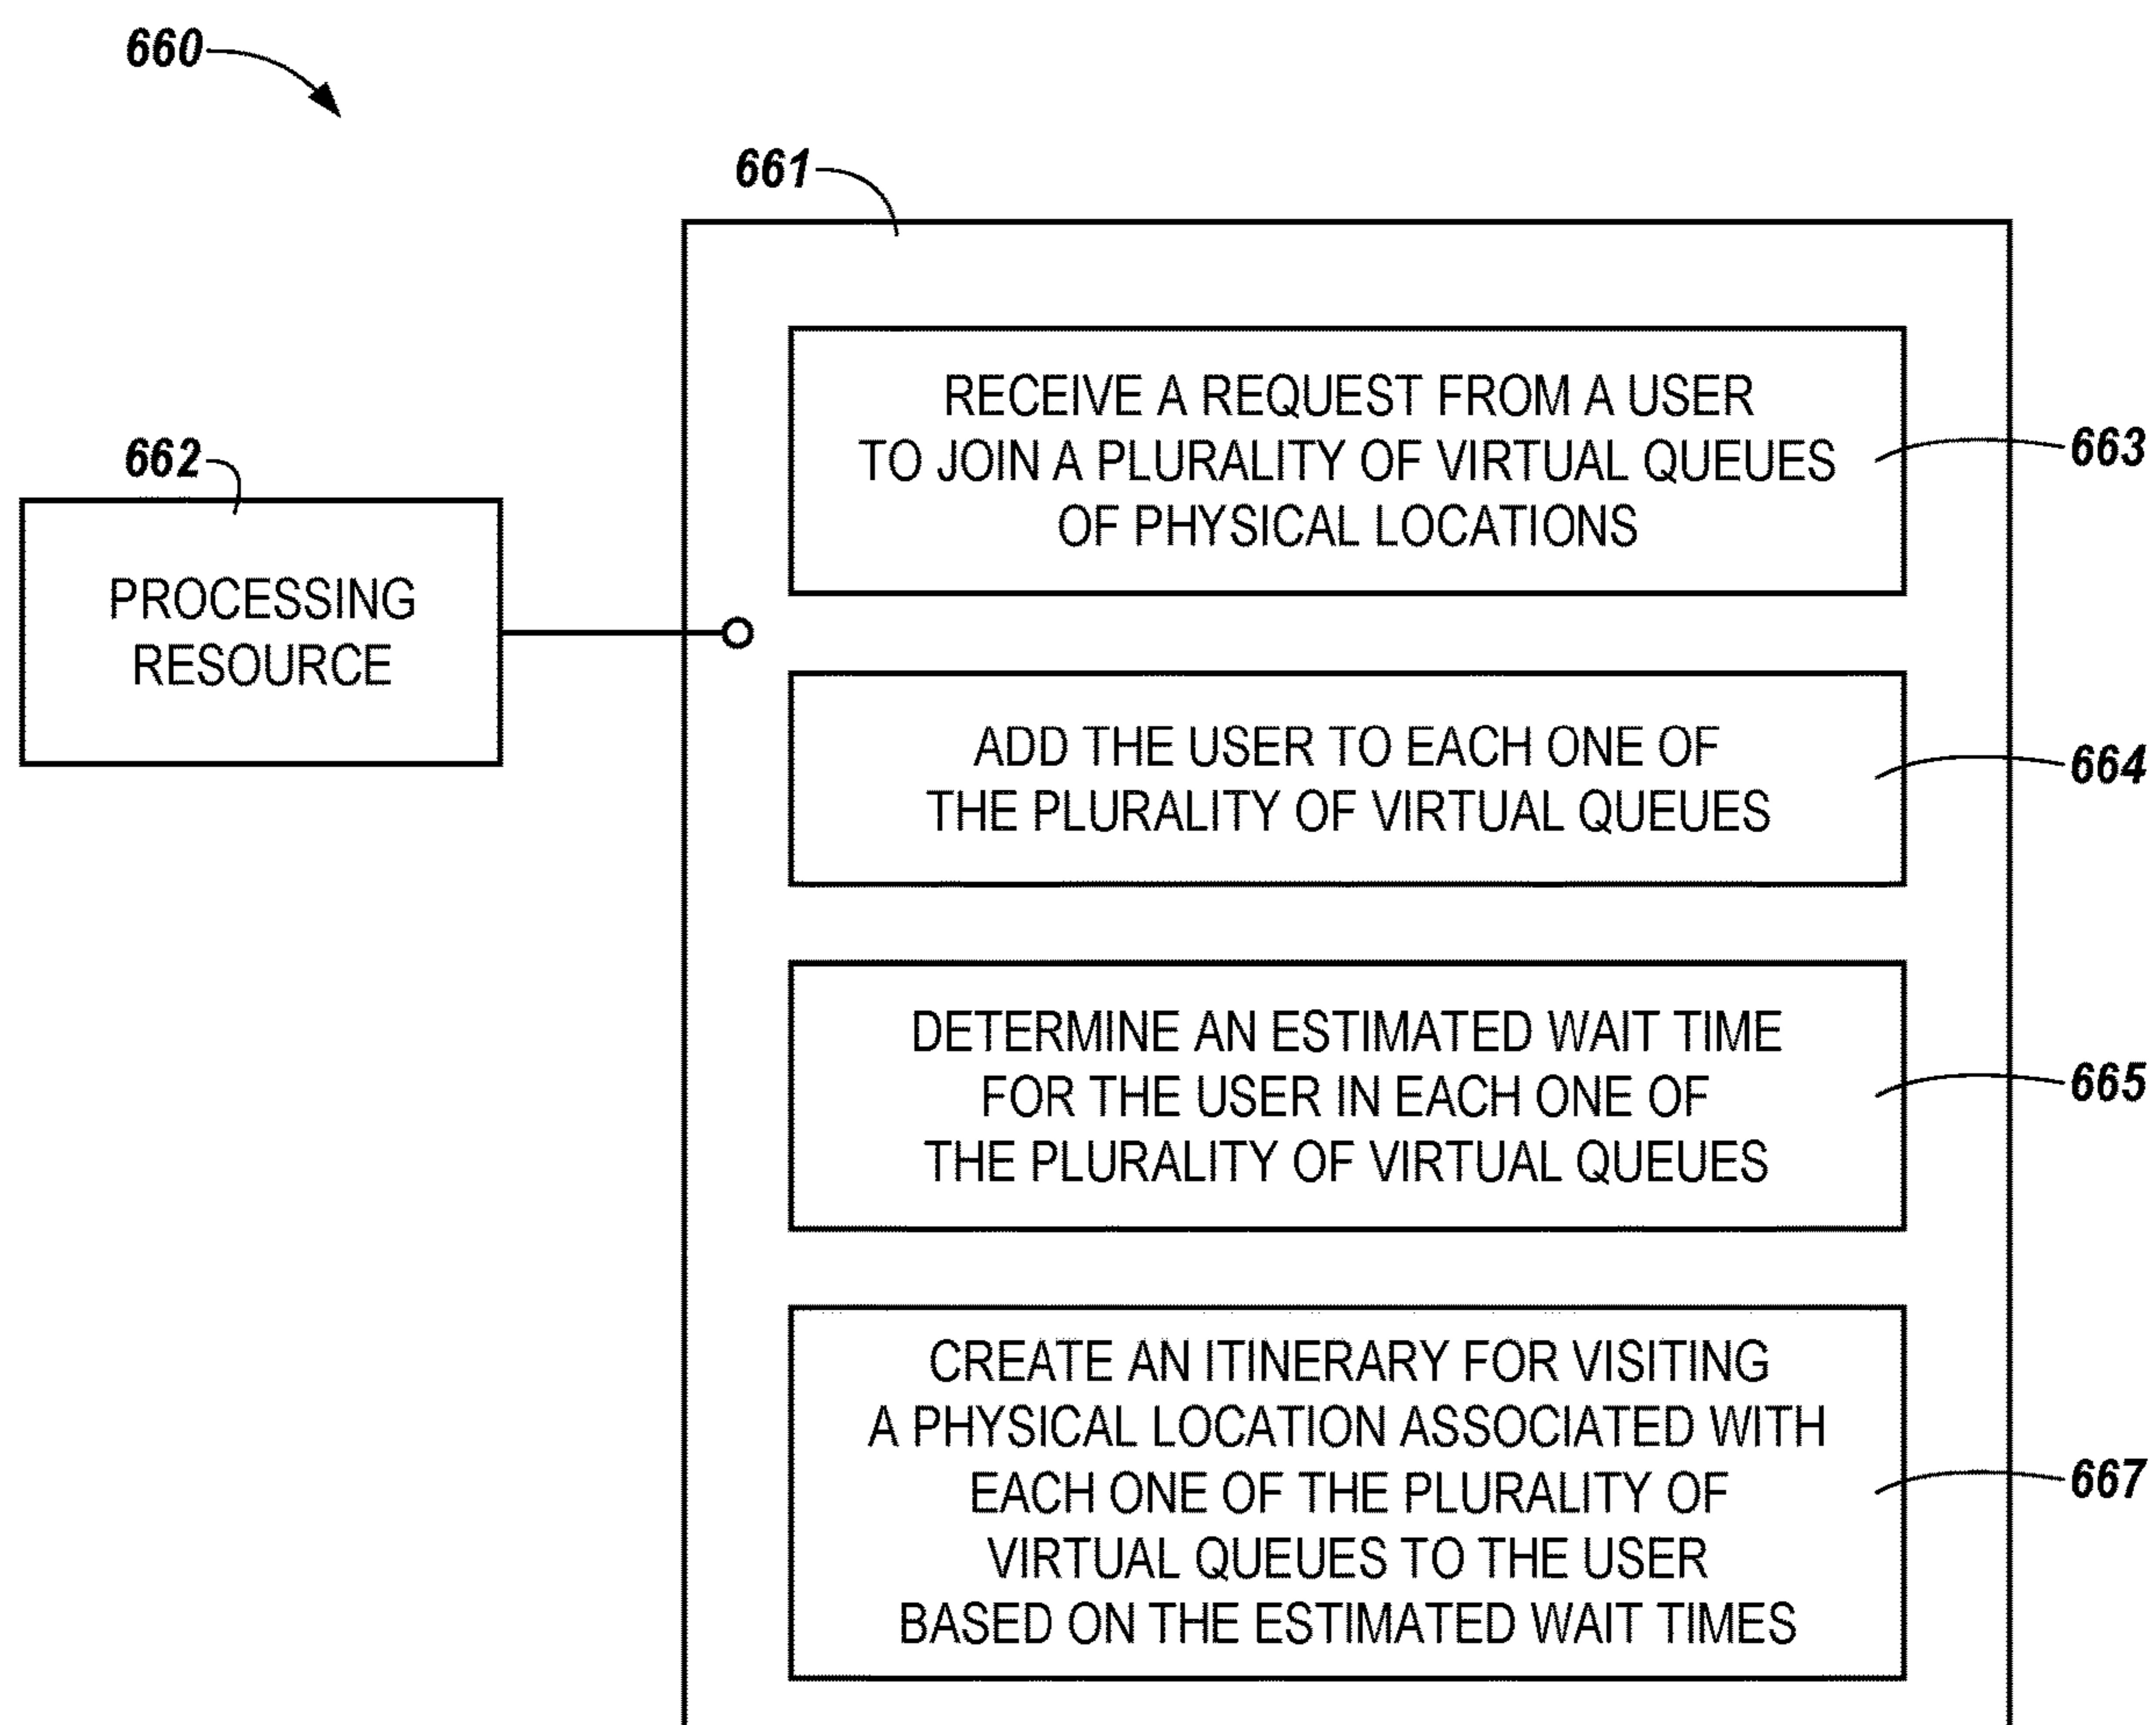 660
661
662
PROCESSING
RESOURCE
RECEIVE A REQUEST FROM A USER
TO JOIN A PLURALITY OF VIRTUAL QUEUES
OF PHYSICAL LOCATIONS
663
ADD THE USER TO EACH ONE OF
THE PLURALITY OF VIRTUAL QUEUES
664
DETERMINE AN ESTIMATED WAIT TIME
FOR THE USER IN EACH ONE OF
THE PLURALITY OF VIRTUAL QUEUES
665
CREATE AN ITINERARY FOR VISITING
A PHYSICAL LOCATION ASSOCIATED WITH
EACH ONE OF THE PLURALITY OF
VIRTUAL QUEUES TO THE USER
BASED ON THE ESTIMATED WAIT TIMES
667